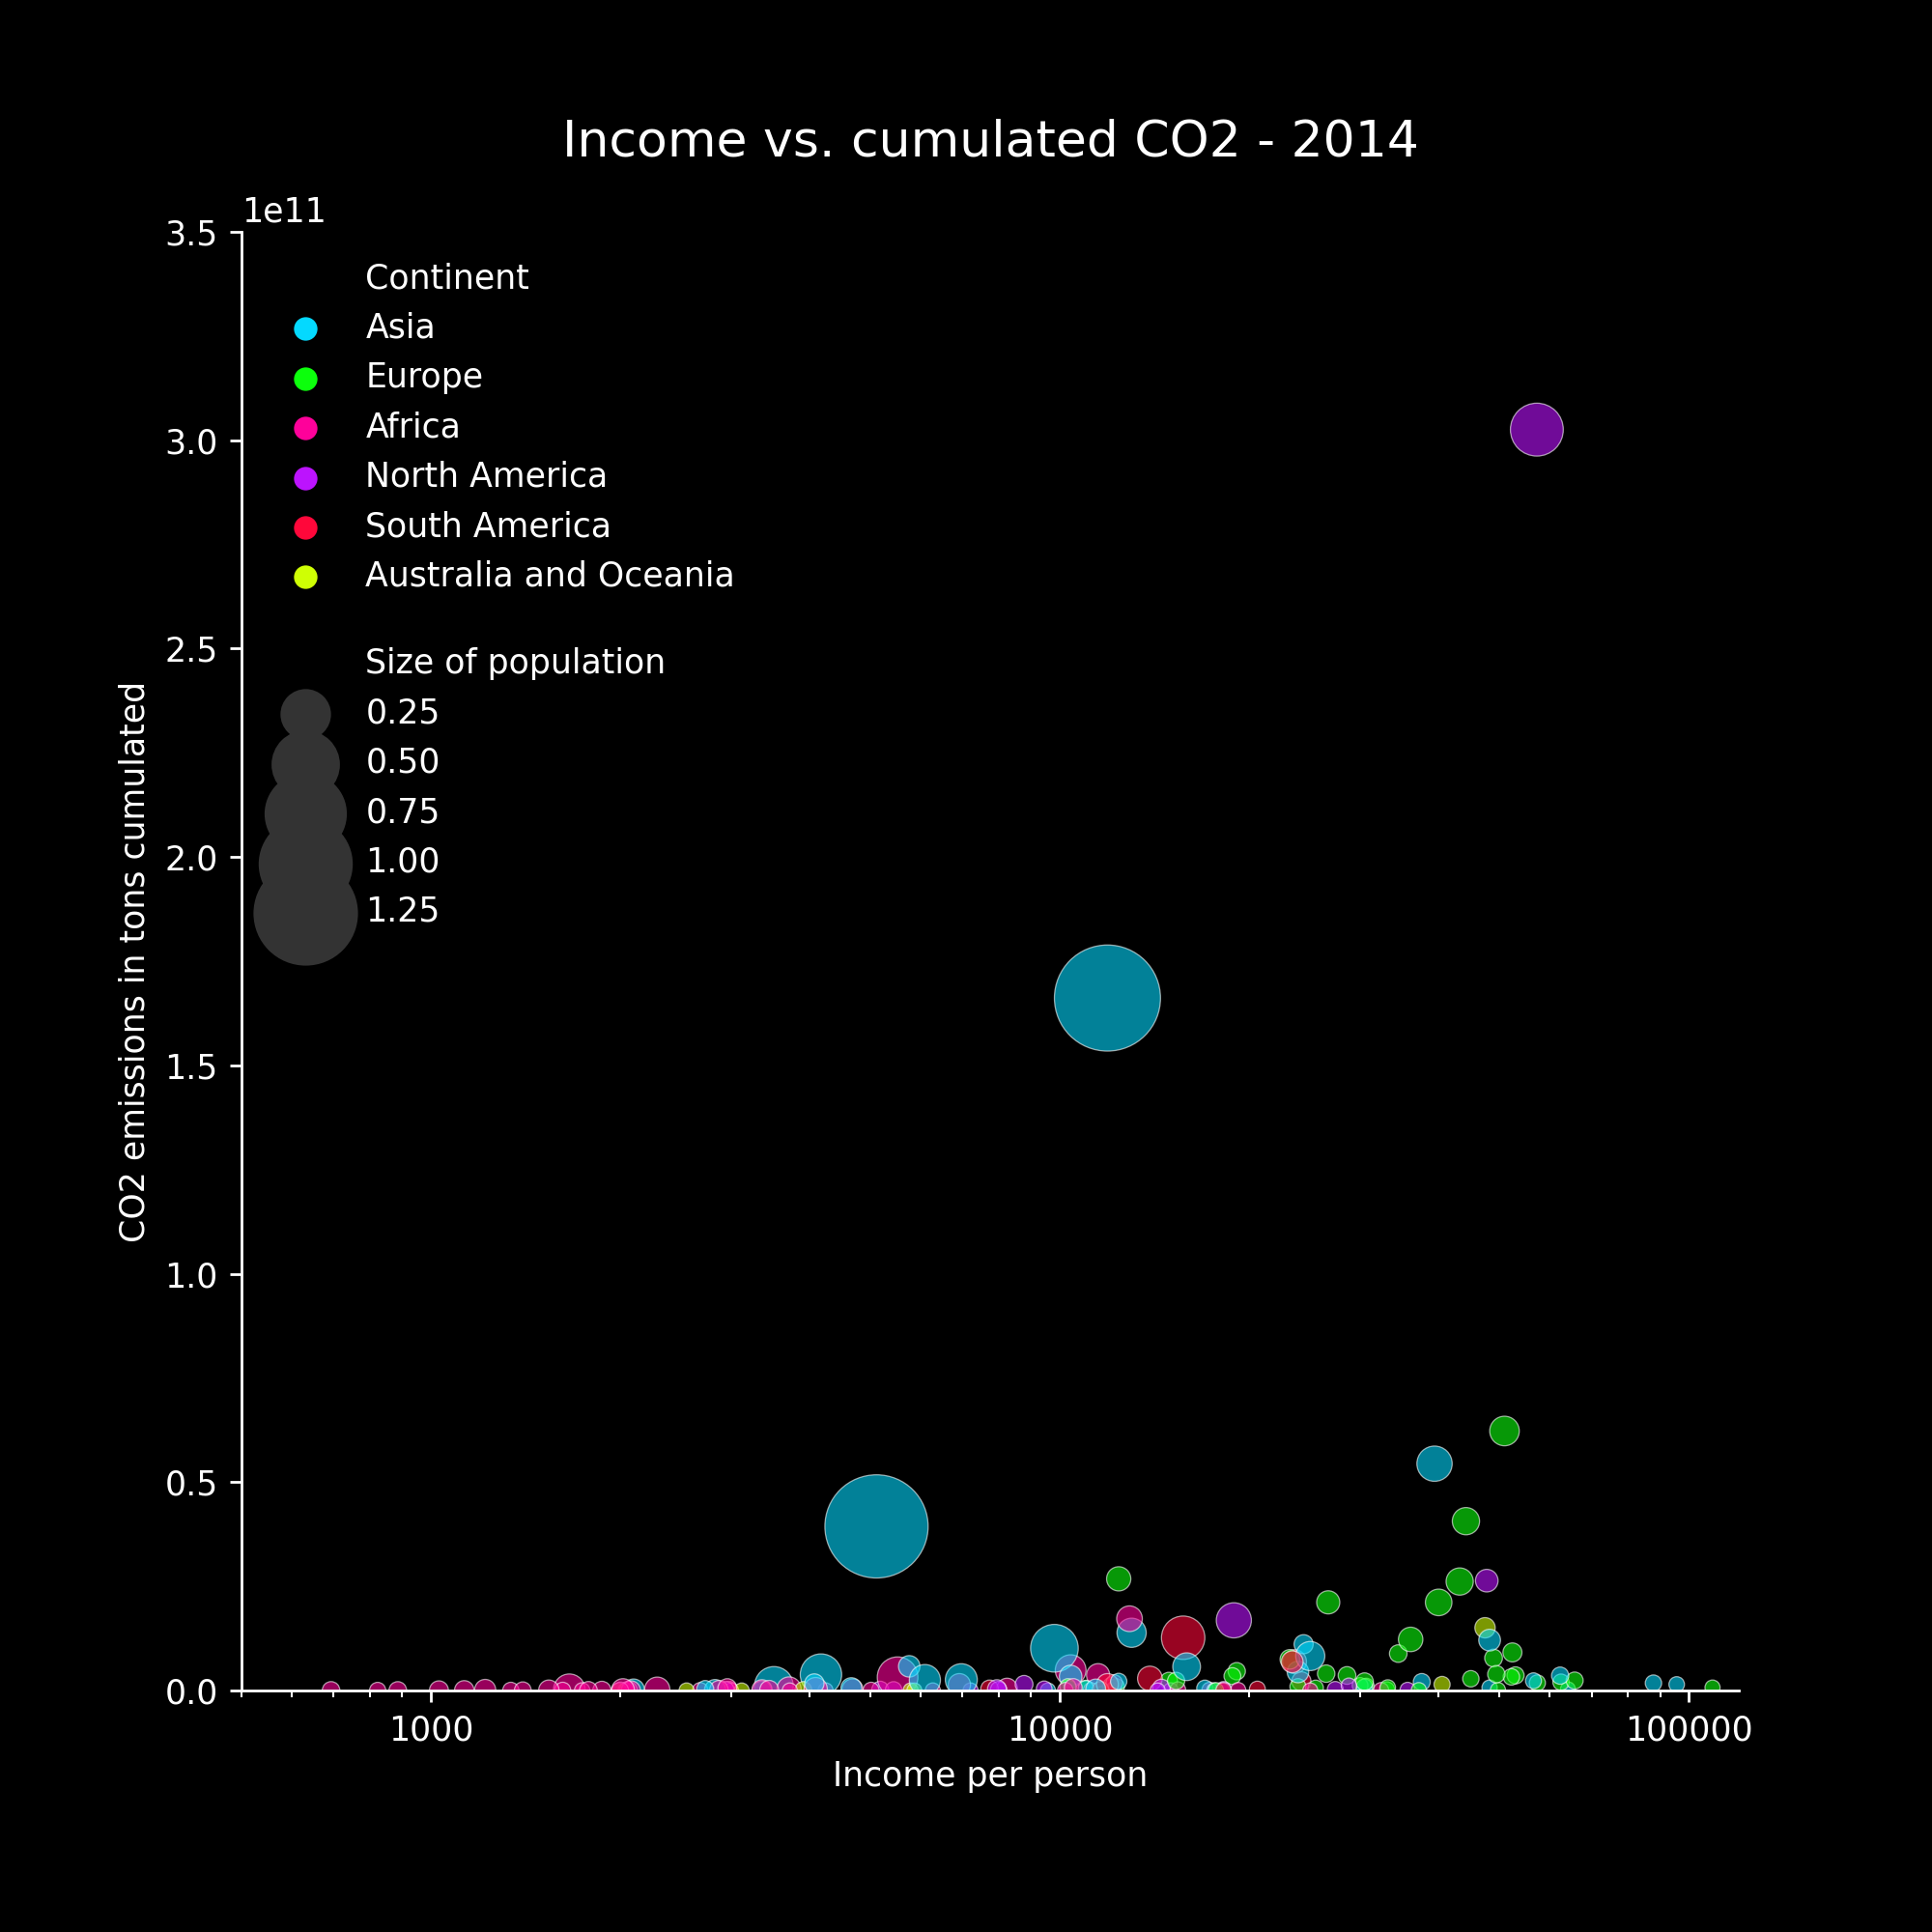 Income vs. cumulated CO2 - 2014
1e11
3.5
3.0
2.5
2.0
1.5
1.0
0.5
0.0
CO2 emissions in tons cumulated
Continent
Asia
Europe
Africa
North America
South America
Australia and Oceania
Size of population
0.25
0.50
0.75
1.00
1.25
1000
10000
100000
Income per person